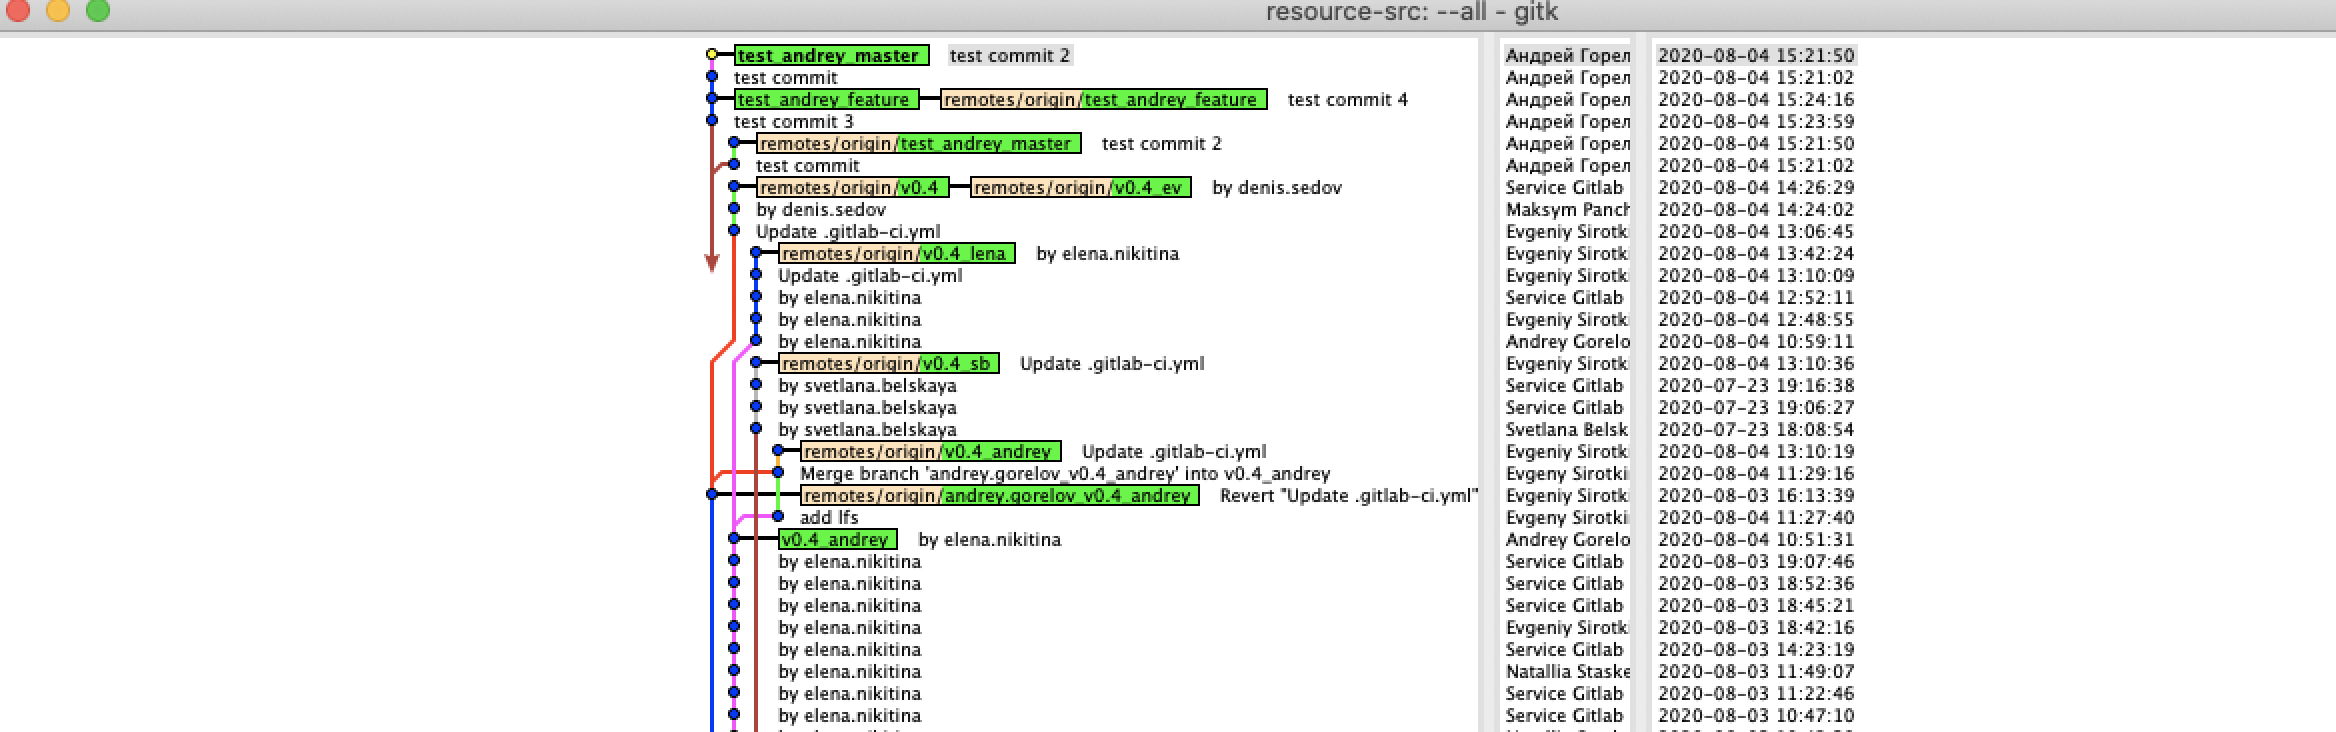 resource-src: --all - gitk
test_andrey_master test commit 2 Андрей Горел 2020-08-04 15:21:50
test commit Андрей Горел 2020-08-04 15:21:02
test_andrey_feature remotes/origin/test_andrey_feature test commit 4 Андрей Горел 2020-08-04 15:24:16
test commit 3 Андрей Горел 2020-08-04 15:23:59
remotes/origin/test_andrey_master test commit 2 Андрей Горел 2020-08-04 15:21:50
test commit Андрей Горел 2020-08-04 15:21:02
remotes/origin/v0.4 remotes/origin/v0.4_ev by denis.sedov Service Gitlab 2020-08-04 14:26:29
by denis.sedov Maksym Panch 2020-08-04 14:24:02
Update .gitlab-ci.yml Evgeniy Sirotk 2020-08-04 13:06:45
remotes/origin/v0.4_lena by elena.nikitina Evgeniy Sirotk 2020-08-04 13:42:24
Update .gitlab-ci.yml Evgeniy Sirotk 2020-08-04 13:10:09
by elena.nikitina Service Gitlab 2020-08-04 12:52:11
by elena.nikitina Evgeniy Sirotk 2020-08-04 12:48:55
by elena.nikitina Andrey Gorelo 2020-08-04 10:59:11
remotes/origin/v0.4_sb Update .gitlab-ci.yml Evgeniy Sirotk 2020-08-04 13:10:36
by svetlana.belskaya Service Gitlab 2020-07-23 19:16:38
by svetlana.belskaya Service Gitlab 2020-07-23 19:06:27
by svetlana.belskaya Svetlana Belsk 2020-07-23 18:08:54
remotes/origin/v0.4_andrey Update .gitlab-ci.yml Evgeniy Sirotk 2020-08-04 13:10:19
Merge branch 'andrey.gorelov_v0.4_andrey' into v0.4_andrey Evgeny Sirotki 2020-08-04 11:29:16
remotes/origin/andrey.gorelov_v0.4_andrey Revert "Update .gitlab-ci.yml" Evgeniy Sirotk 2020-08-03 16:13:39
add lfs Evgeny Sirotki 2020-08-04 11:27:40
v0.4_andrey by elena.nikitina Andrey Gorelo 2020-08-04 10:51:31
by elena.nikitina Service Gitlab 2020-08-03 19:07:46
by elena.nikitina Service Gitlab 2020-08-03 18:52:36
by elena.nikitina Service Gitlab 2020-08-03 18:45:21
by elena.nikitina Evgeniy Sirotk 2020-08-03 18:42:16
by elena.nikitina Service Gitlab 2020-08-03 14:23:19
by elena.nikitina Natallia Staske 2020-08-03 11:49:07
by elena.nikitina Service Gitlab 2020-08-03 11:22:46
by elena.nikitina Service Gitlab 2020-08-03 10:47:10